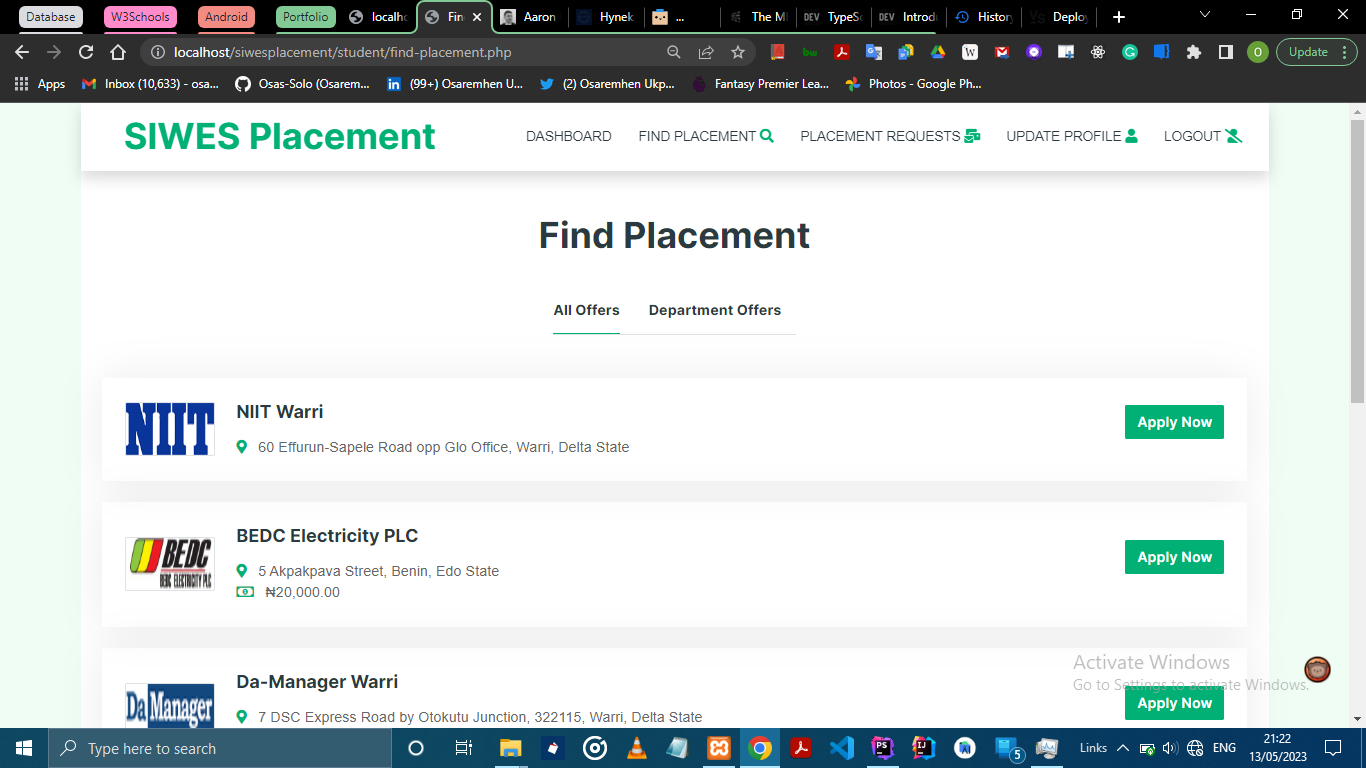 Database W3Schools Android Portfolio localho Fin Aaron Hynek ... The M TypeSc Introd History Deploy
localhost/siwesplacement/student/find-placement.php Update
Apps Inbox (10,633) - osa... Osas-Solo (Osarem... (99+) Osaremhen U... (2) Osaremhen Ukp... Fantasy Premier Lea... Photos - Google Ph...
SIWES Placement DASHBOARD FIND PLACEMENT PLACEMENT REQUESTS UPDATE PROFILE LOGOUT
Find Placement
All Offers Department Offers
NIIT
NIIT Warri
60 Effurun-Sapele Road opp Glo Office, Warri, Delta State
Apply Now
BEDC
BEDC ELECTRICITY PLC
BEDC Electricity PLC
5 Akpakpava Street, Benin, Edo State
₦20,000.00
Apply Now
Da Manager
Da-Manager Warri
7 DSC Express Road by Otokutu Junction, 322115, Warri, Delta State
Apply Now
Activate Windows
Go to Settings to activate Windows.
Type here to search
5
Links
ENG
21:22
13/05/2023